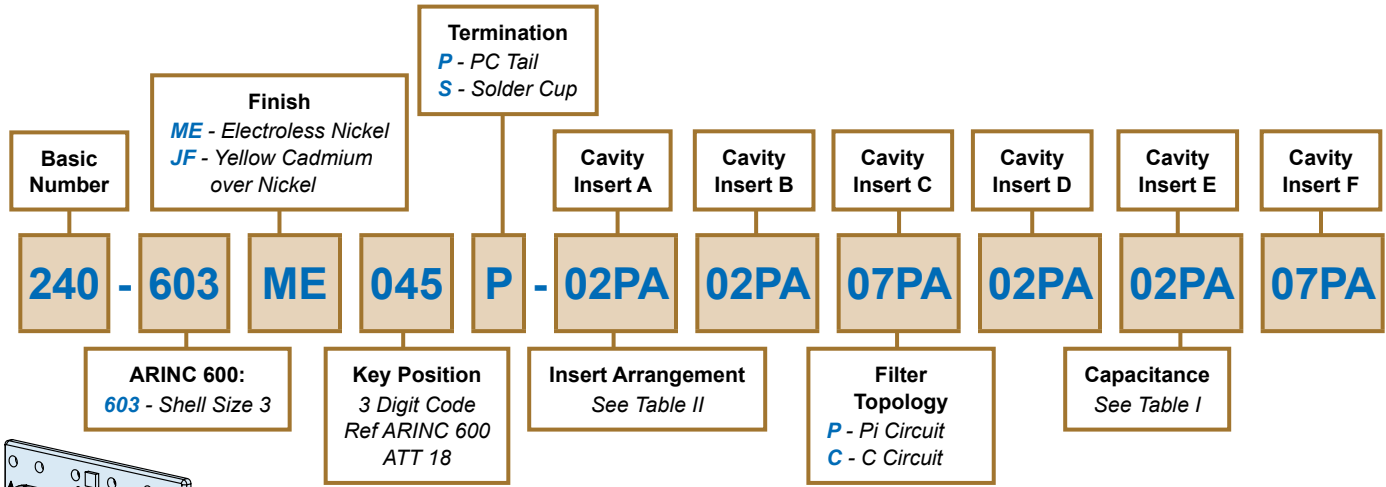 Termination
P - PC Tail
S - Solder Cup
Finish
ME - Electroless Nickel
JF - Yellow Cadmium
over Nickel
Basic
Number
Cavity
Insert A
Cavity
Insert B
Cavity
Insert C
Cavity
Insert D
Cavity
Insert E
Cavity
Insert F
240 - 603 ME 045 P - 02PA 02PA 07PA 02PA 02PA 07PA
ARINC 600:
603 - Shell Size 3
Key Position
3 Digit Code
Ref ARINC 600
ATT 18
Insert Arrangement
See Table II
Filter
Topology
P - Pi Circuit
C - C Circuit
Capacitance
See Table I